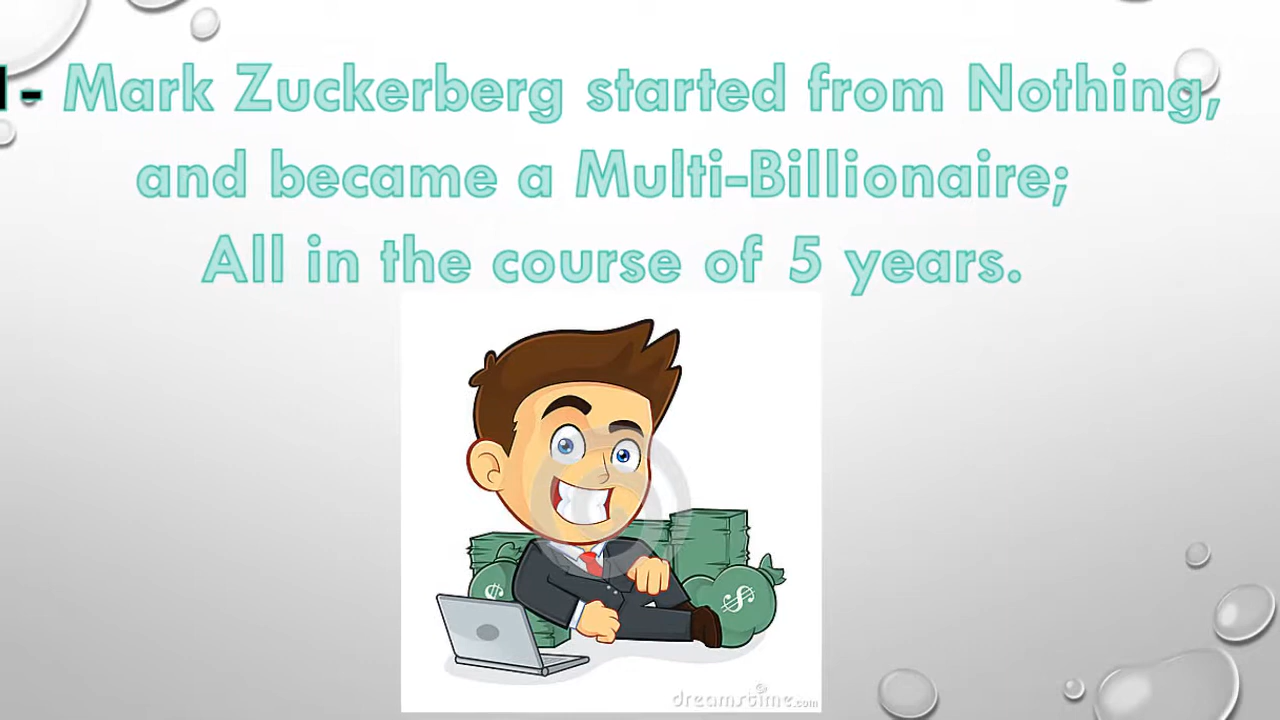 1- Mark Zuckerberg started from Nothing,
and became a Multi-Billionaire;
All in the course of 5 years.
$
$
dreamstime.com